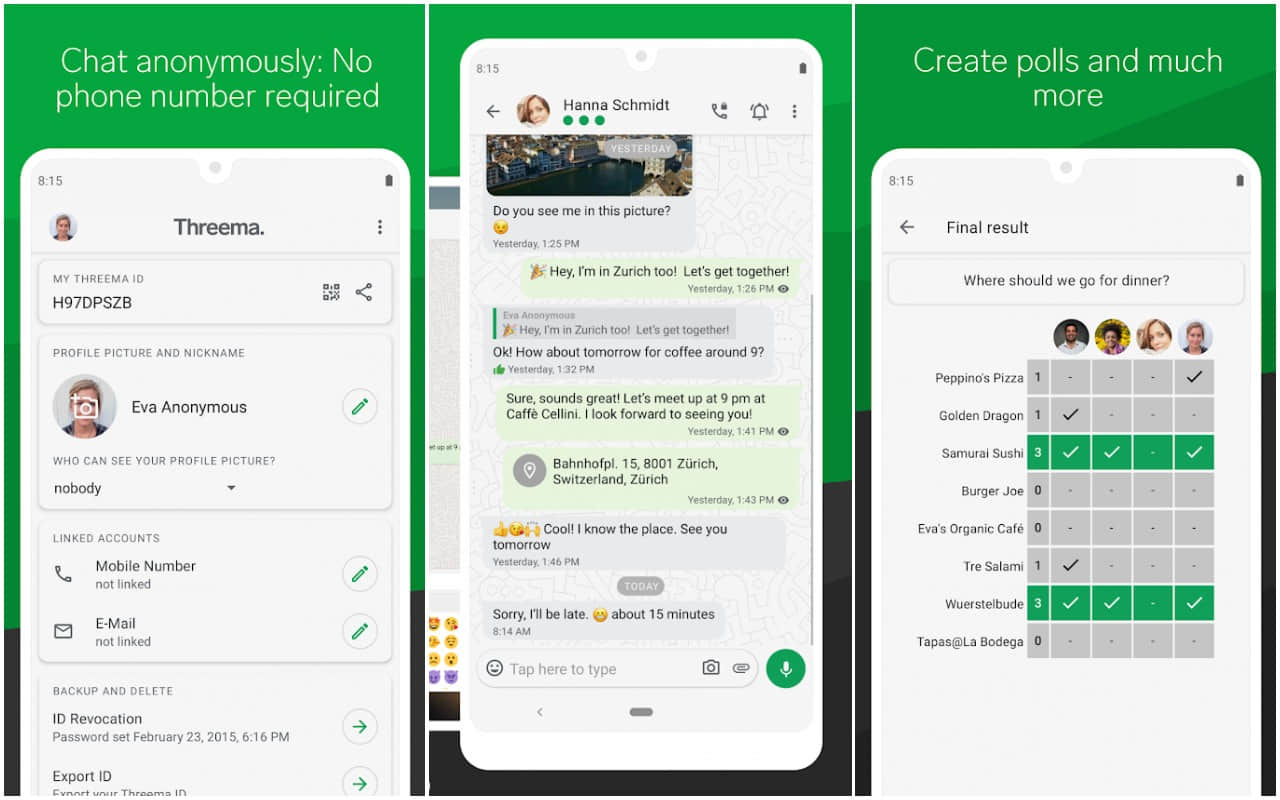 Chat anonymously: No
phone number required
8:15
Threema.
MY THREEMA ID
H97DPSZB
PROFILE PICTURE AND NICKNAME
Eva Anonymous
WHO CAN SEE YOUR PROFILE PICTURE?
nobody
LINKED ACCOUNTS
Mobile Number
not linked
E-Mail
not linked
BACKUP AND DELETE
ID Revocation
Password set February 23, 2015, 6:16 PM
Export ID
Export your Threema ID
8:15
Hanna Schmidt
YESTERDAY
Do you see me in this picture?
😉
Yesterday, 1:25 PM
🎉 Hey, I'm in Zurich too! Let's get together!
Yesterday, 1:26 PM
Eva Anonymous
🎉 Hey, I'm in Zurich too! Let's get together!
Ok! How about tomorrow for coffee around 9?
Yesterday, 1:32 PM
Sure, sounds great! Let's meet up at 9 pm at
Caffè Cellini. I look forward to seeing you!
Yesterday, 1:41 PM
Bahnhofpl. 15, 8001 Zürich,
Switzerland, Zürich
Yesterday, 1:43 PM
👍😘🙌 Cool! I know the place. See you
tomorrow
Yesterday, 1:46 PM
TODAY
Sorry, I'll be late. 😁 about 15 minutes
8:14 AM
Tap here to type
et up at 9
Create polls and much
more
8:15
Final result
Where should we go for dinner?
Peppino's Pizza 1 - - - ✓
Golden Dragon 1 ✓ - - -
Samurai Sushi 3 ✓ ✓ - ✓
Burger Joe 0 - - - -
Eva's Organic Café 0 - - - -
Tre Salami 1 ✓ - - -
Wuerstelbude 3 ✓ ✓ - ✓
Tapas@La Bodega 0 - - - -